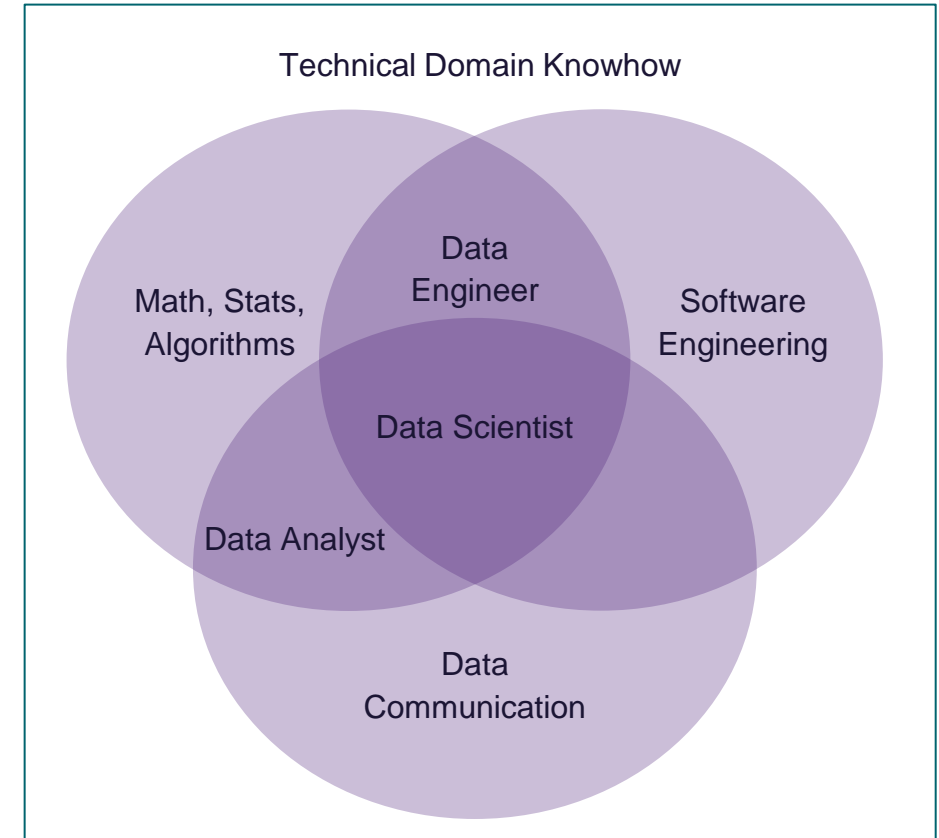 Technical Domain Knowhow
Data
Engineer
Math, Stats,
Algorithms
Software
Engineering
Data Scientist
Data Analyst
Data
Communication